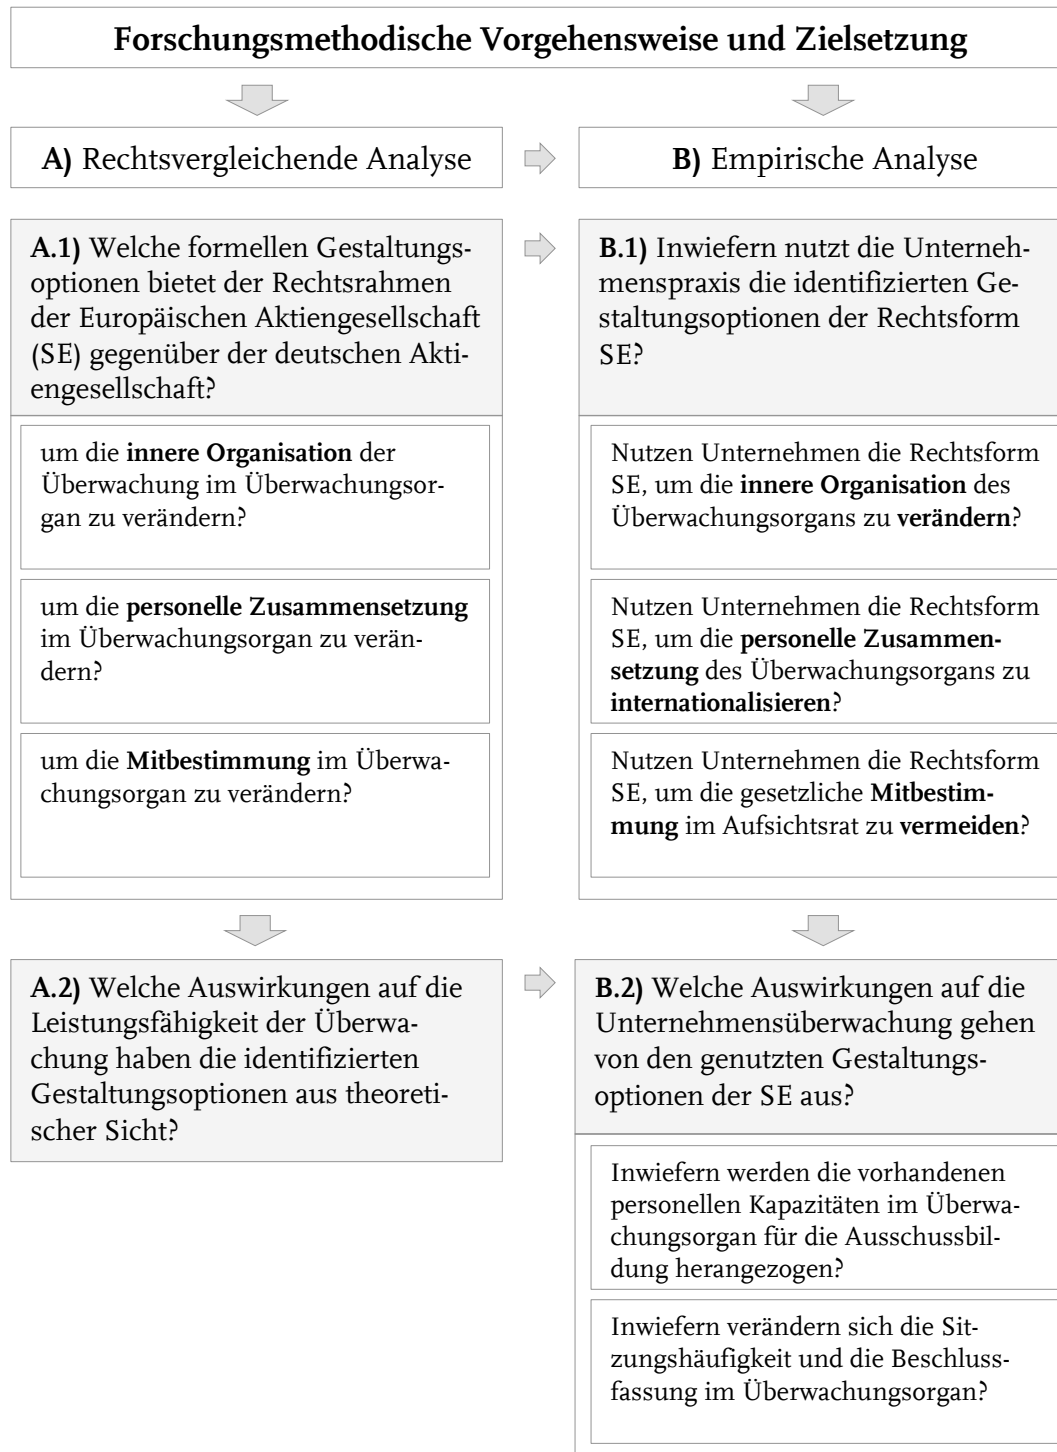 Forschungsmethodische Vorgehensweise und Zielsetzung
A) Rechtsvergleichende Analyse
B) Empirische Analyse
A.1) Welche formellen Gestaltungs-
optionen bietet der Rechtsrahmen
der Europäischen Aktiengesellschaft
(SE) gegenüber der deutschen Akti-
engesellschaft?
um die innere Organisation der
Überwachung im Überwachungsor-
gan zu verändern?
um die personelle Zusammensetzung
im Überwachungsorgan zu verän-
dern?
um die Mitbestimmung im Überwa-
chungsorgan zu verändern?
B.1) Inwiefern nutzt die Unterneh-
menspraxis die identifizierten Ge-
staltungsoptionen der Rechtsform
SE?
Nutzen Unternehmen die Rechtsform
SE, um die innere Organisation des
Überwachungsorgans zu verändern?
Nutzen Unternehmen die Rechtsform
SE, um die personelle Zusammen-
setzung des Überwachungsorgans zu
internationalisieren?
Nutzen Unternehmen die Rechtsform
SE, um die gesetzliche Mitbestim-
mung im Aufsichtsrat zu vermeiden?
A.2) Welche Auswirkungen auf die
Leistungsfähigkeit der Überwa-
chung haben die identifizierten
Gestaltungsoptionen aus theoreti-
scher Sicht?
B.2) Welche Auswirkungen auf die
Unternehmensüberwachung gehen
von den genutzten Gestaltungs-
optionen der SE aus?
Inwiefern werden die vorhandenen
personellen Kapazitäten im Überwa-
chungsorgan für die Ausschussbil-
dung herangezogen?
Inwiefern verändern sich die Sit-
zungshäufigkeit und die Beschluss-
fassung im Überwachungsorgan?